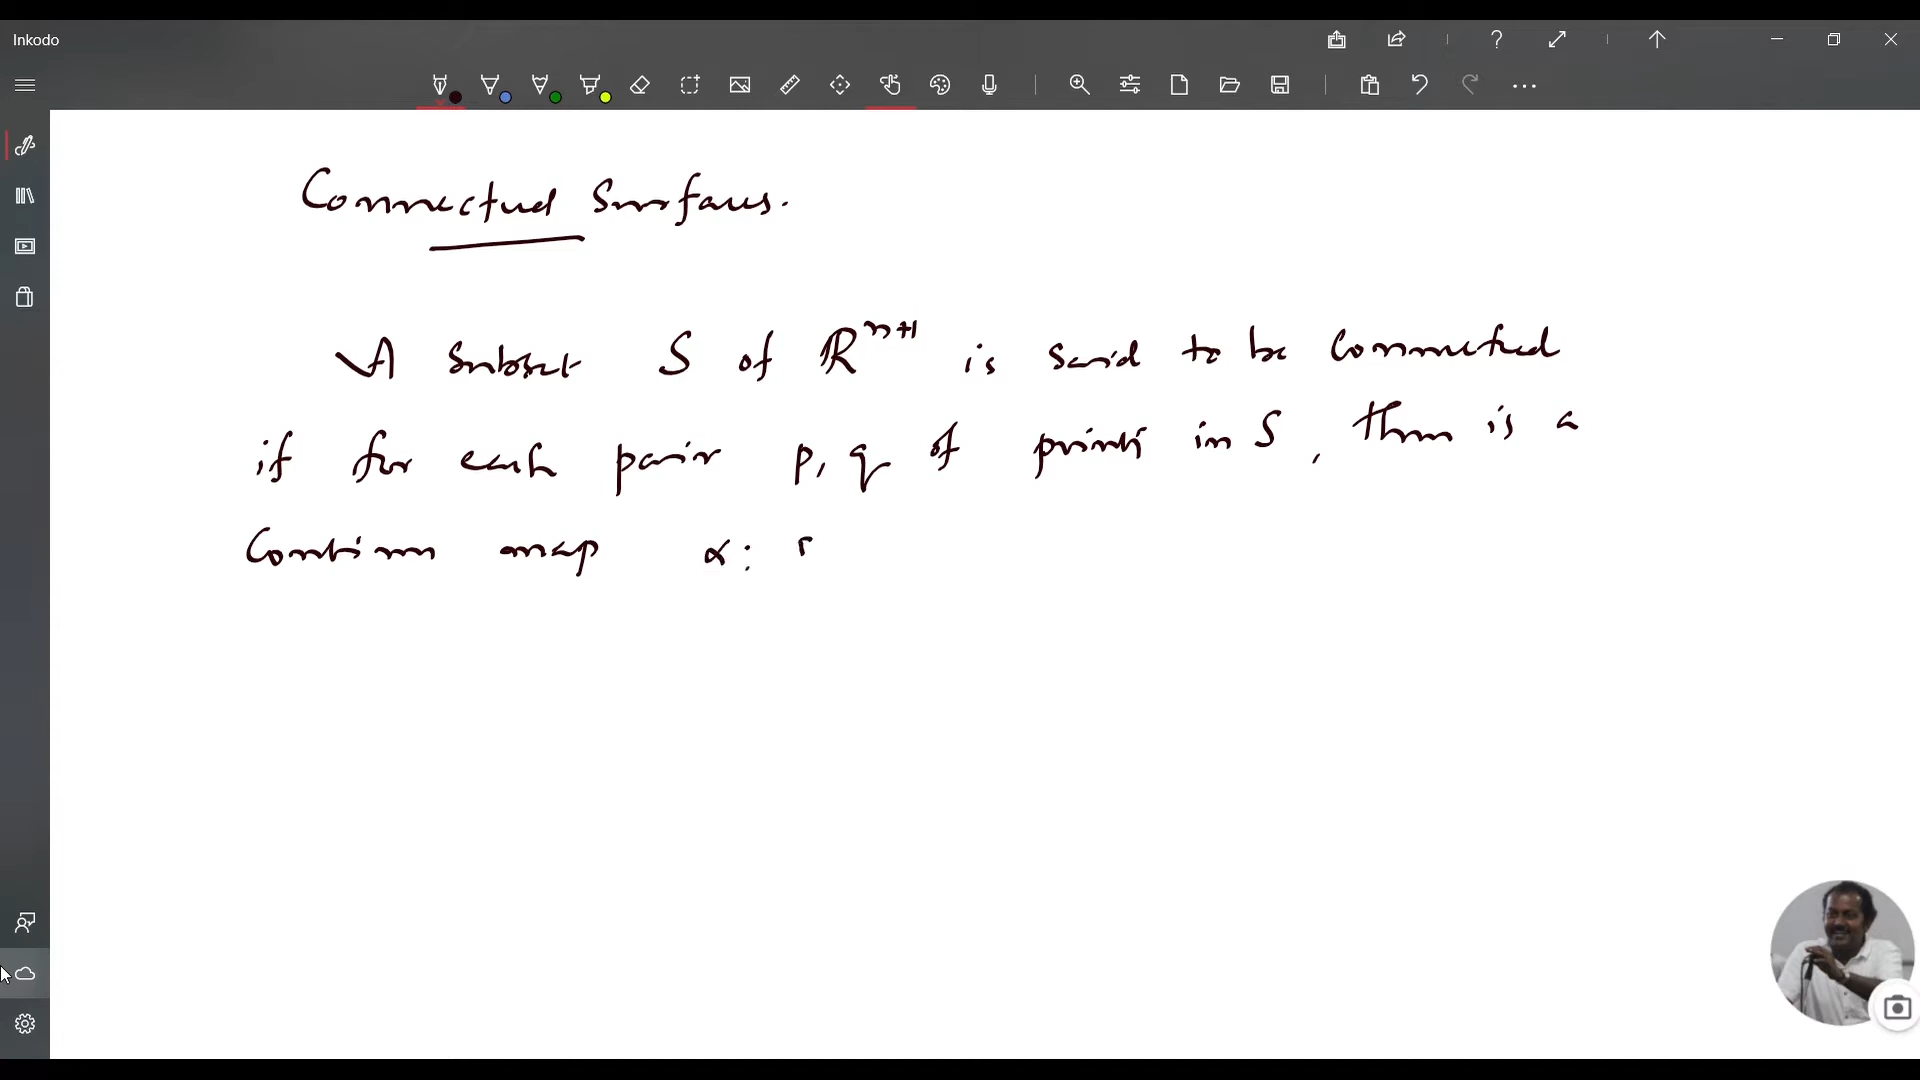 Inkodo
Connected Surfaces.
A subset S of ℝⁿ⁺¹ is said to be connected
if for each pair p, q of points in S, there is a
Continuous map α: [